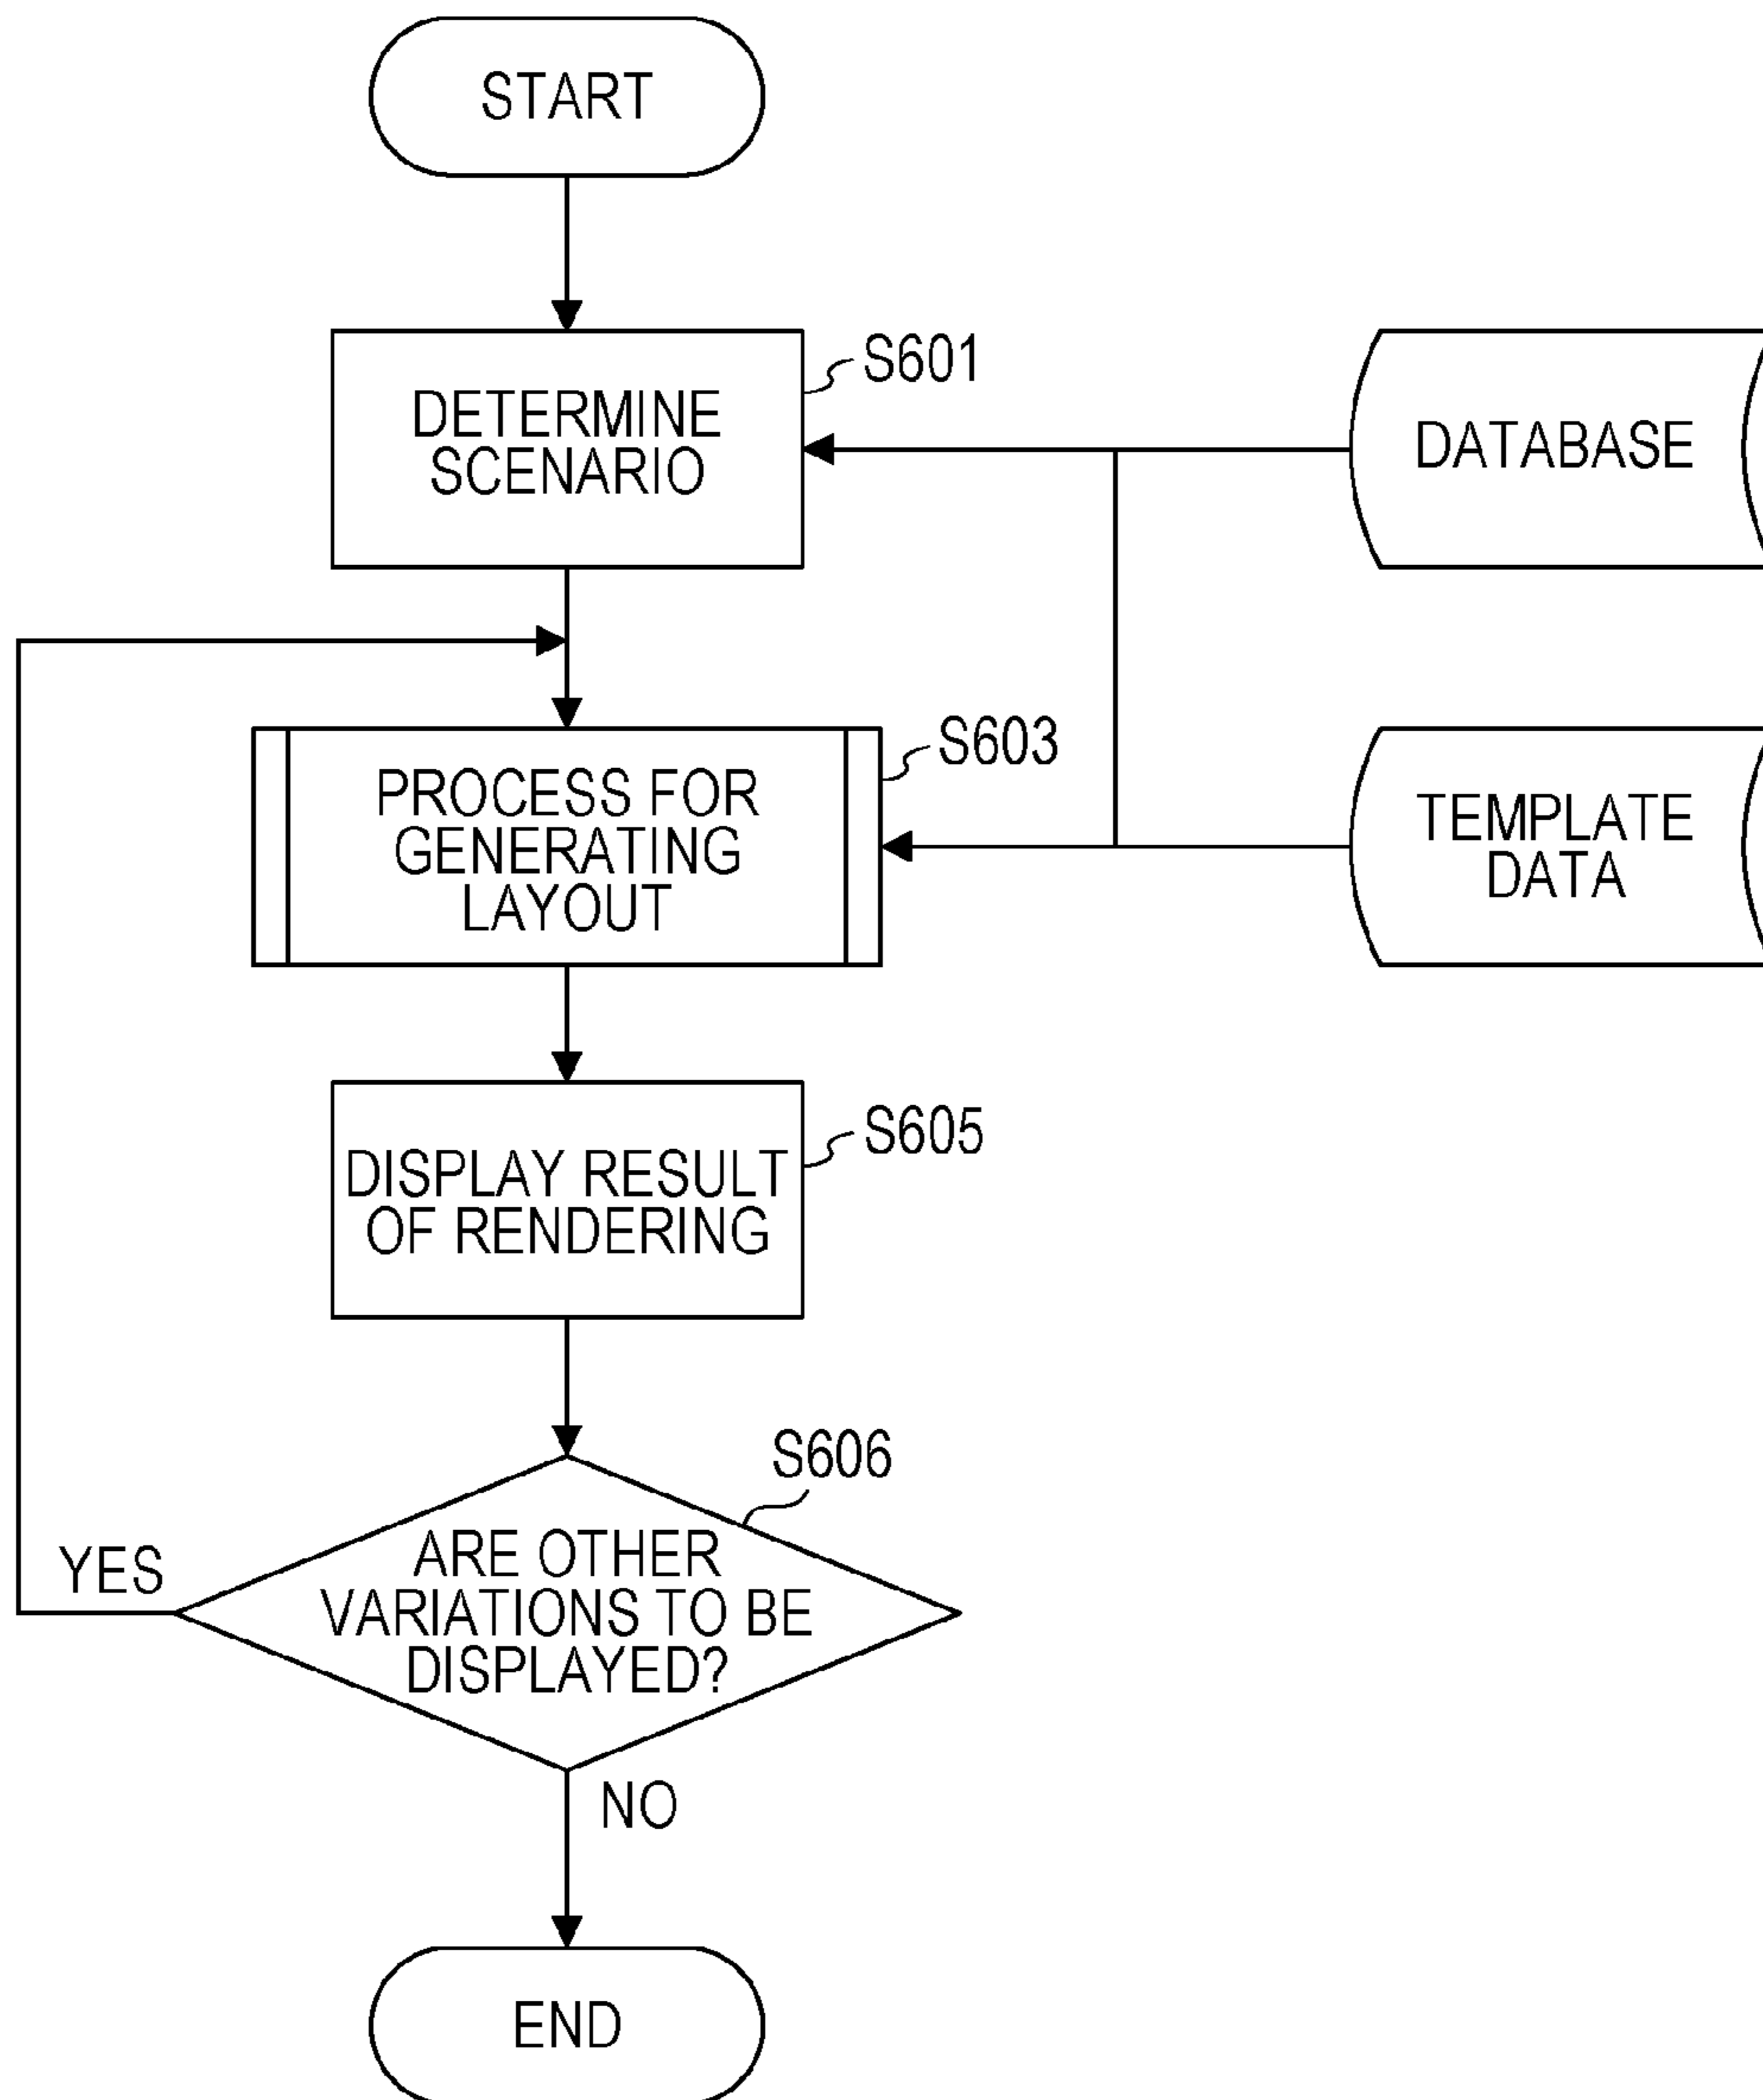 START
S601
DETERMINE
SCENARIO
DATABASE
S603
PROCESS FOR
GENERATING
LAYOUT
TEMPLATE
DATA
S605
DISPLAY RESULT
OF RENDERING
S606
ARE OTHER
VARIATIONS TO BE
DISPLAYED?
YES
NO
END